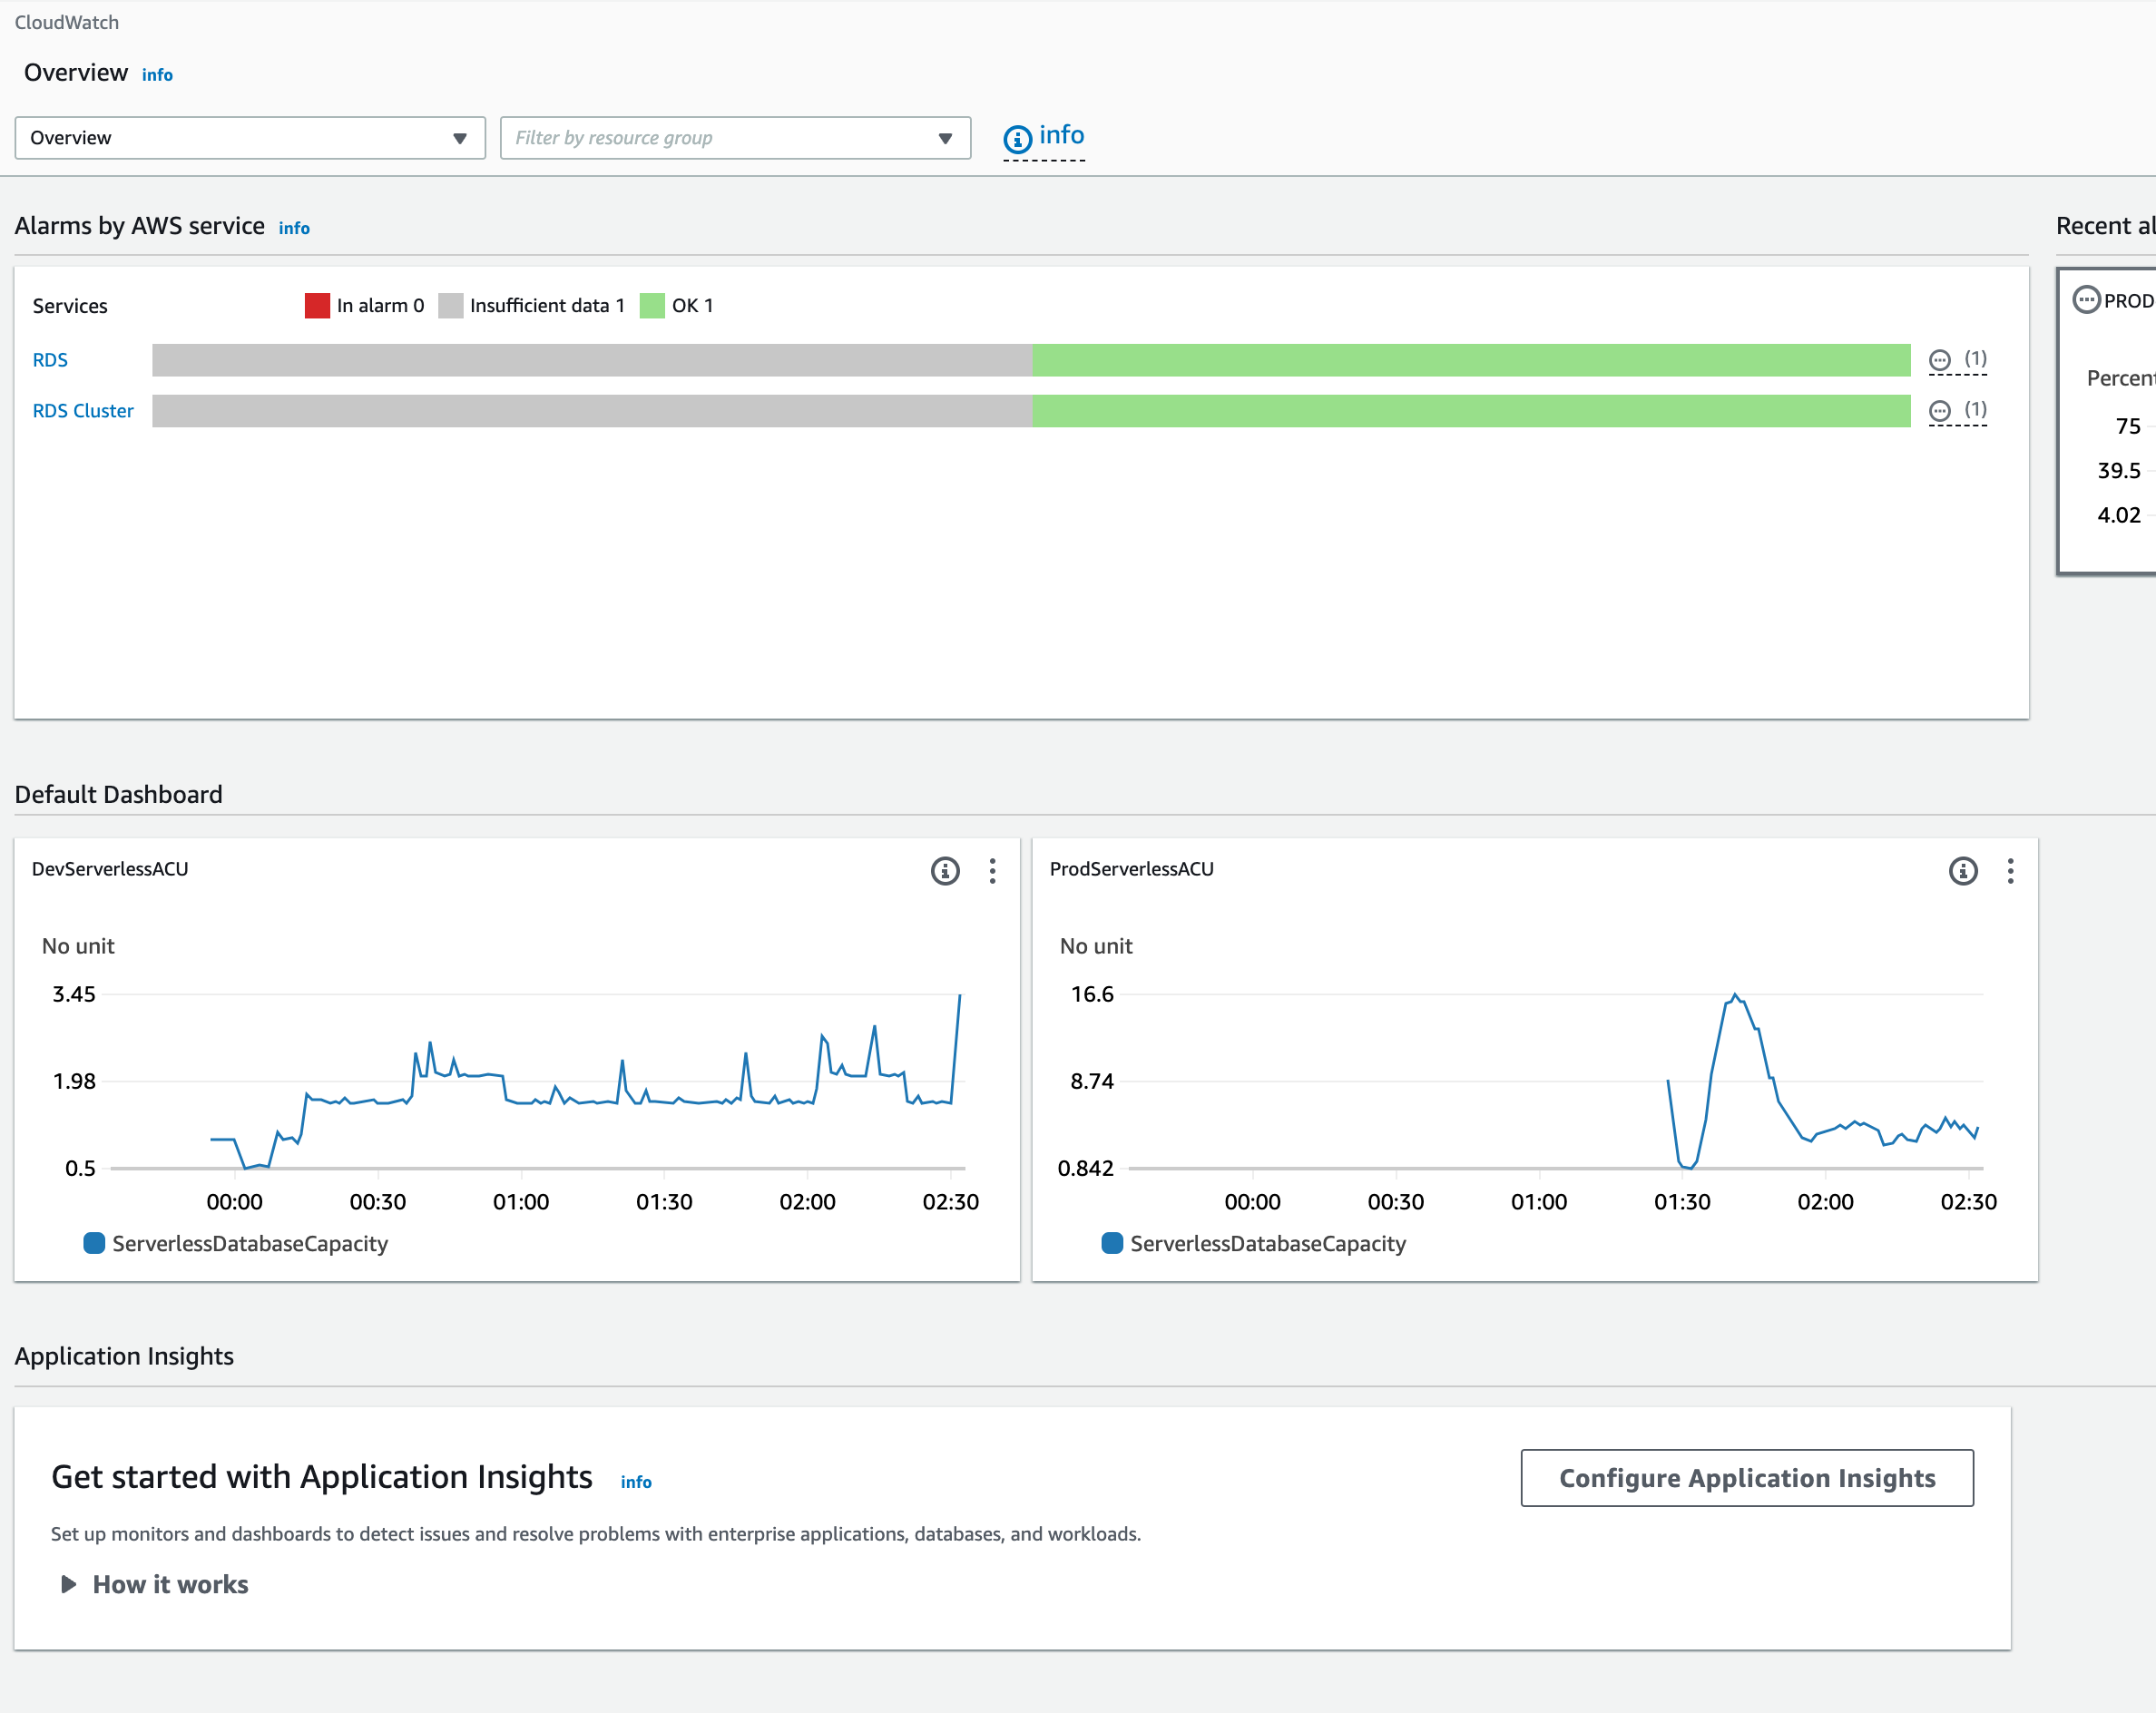 CloudWatch
Overview info
Overview Filter by resource group info
Alarms by AWS service info
Services In alarm 0 Insufficient data 1 OK 1
RDS (1)
RDS Cluster (1)
Recent al
PROD
Percent
75
39.5
4.02
Default Dashboard
DevServerlessACU
No unit
3.45
1.98
0.5
00:00 00:30 01:00 01:30 02:00 02:30
ServerlessDatabaseCapacity
ProdServerlessACU
No unit
16.6
8.74
0.842
00:00 00:30 01:00 01:30 02:00 02:30
ServerlessDatabaseCapacity
Application Insights
Get started with Application Insights info
Configure Application Insights
Set up monitors and dashboards to detect issues and resolve problems with enterprise applications, databases, and workloads.
How it works